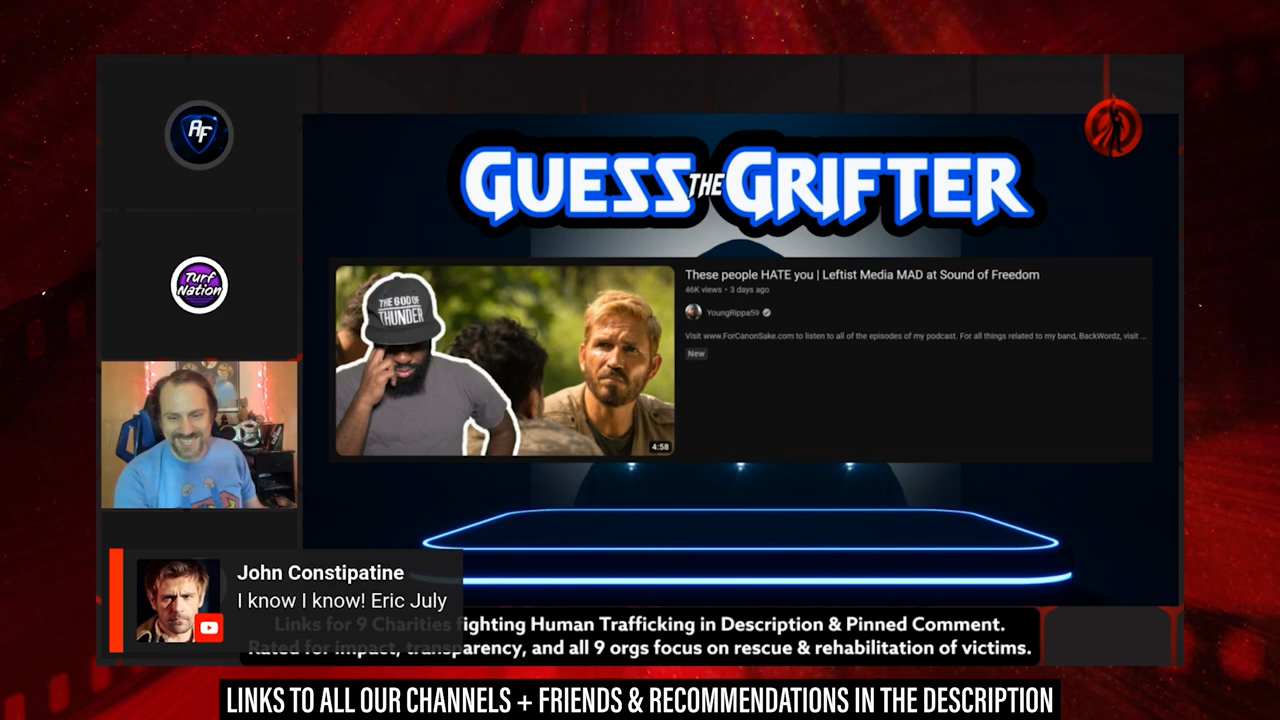 AF
GUESS THE GRIFTER
Turf
Nation
THE GOD OF
THUNDER
4:58
These people HATE you | Leftist Media MAD at Sound of Freedom
46K views • 3 days ago
YoungRippa59
Visit www.ForCanonSake.com to listen to all of the episodes of my podcast. For all things related to my band, BackWordz, visit ...
New
John Constipatine
I know I know! Eric July
Links for 9 Charities fighting Human Trafficking in Description & Pinned Comment.
Rated for impact, transparency, and all 9 orgs focus on rescue & rehabilitation of victims.
LINKS TO ALL OUR CHANNELS + FRIENDS & RECOMMENDATIONS IN THE DESCRIPTION